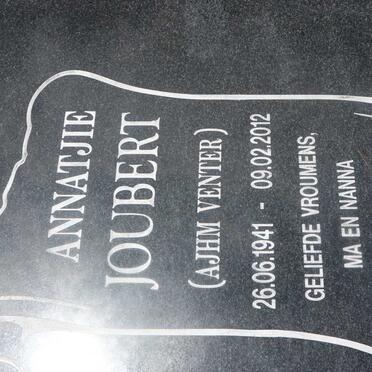 ANNATJIE
JOUBERT
(AJHM VENTER)
26.06.1941 - 09.02.2012
GELIEFDE VROUMENS,
MA EN NANNA